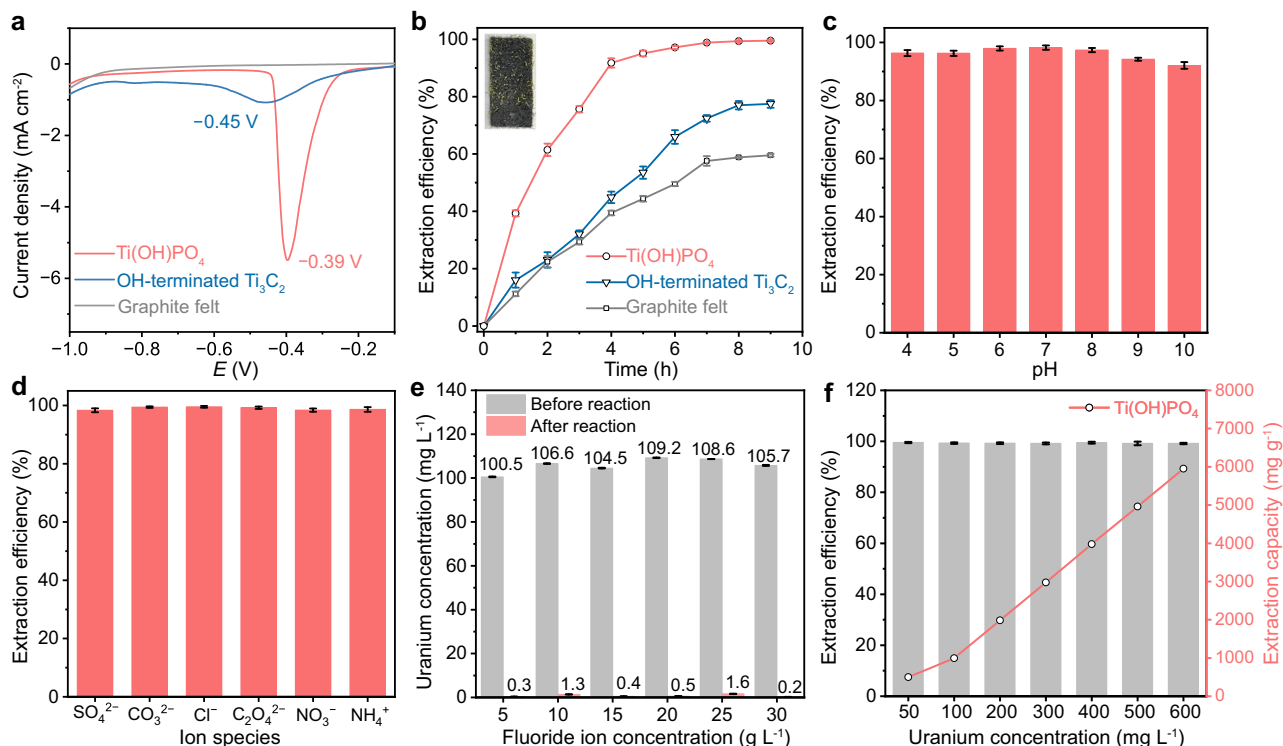 a
Current density (mA cm⁻²)
0
−2
−4
−6
−0.45 V
−0.39 V
Ti(OH)PO₄
OH-terminated Ti₃C₂
Graphite felt
−1.0 −0.8 −0.6 −0.4 −0.2
E (V)
b
Extraction efficiency (%)
100
80
60
40
20
0
Ti(OH)PO₄
OH-terminated Ti₃C₂
Graphite felt
0 2 4 6 8 10
Time (h)
c
Extraction efficiency (%)
100
80
60
40
20
0
4 5 6 7 8 9 10
pH
d
Extraction efficiency (%)
100
80
60
40
20
0
SO₄²⁻ CO₃²⁻ Cl⁻ C₂O₄²⁻ NO₃⁻ NH₄⁺
Ion species
e
Uranium concentration (mg L⁻¹)
140
120
100
80
60
40
20
0
Before reaction
After reaction
100.5 106.6 104.5 109.2 108.6 105.7
0.3 1.3 0.4 0.5 1.6 0.2
5 10 15 20 25 30
Fluoride ion concentration (g L⁻¹)
f
Extraction efficiency (%)
120
100
80
60
40
20
0
Ti(OH)PO₄
8000
7000
6000
5000
4000
3000
2000
1000
0
Extraction capacity (mg g⁻¹)
50 100 200 300 400 500 600
Uranium concentration (mg L⁻¹)